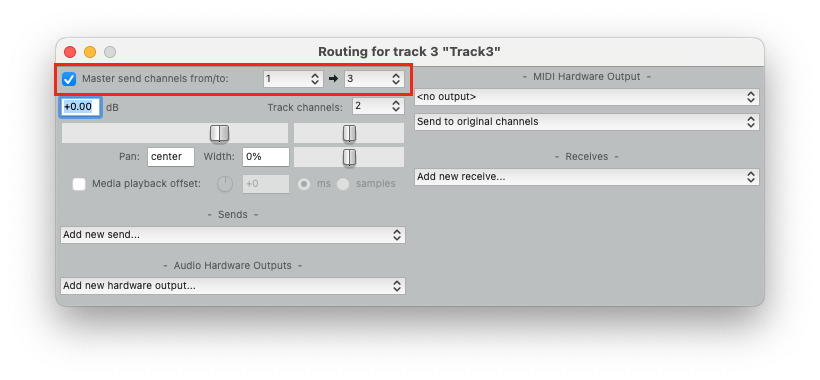 Routing for track 3 "Track3"
Master send channels from/to: 1 3
+0.00 dB Track channels: 2
Pan: center Width: 0%
Media playback offset: +0 ms samples
- Sends -
Add new send...
- Audio Hardware Outputs -
Add new hardware output...
- MIDI Hardware Output -
<no output>
Send to original channels
- Receives -
Add new receive...